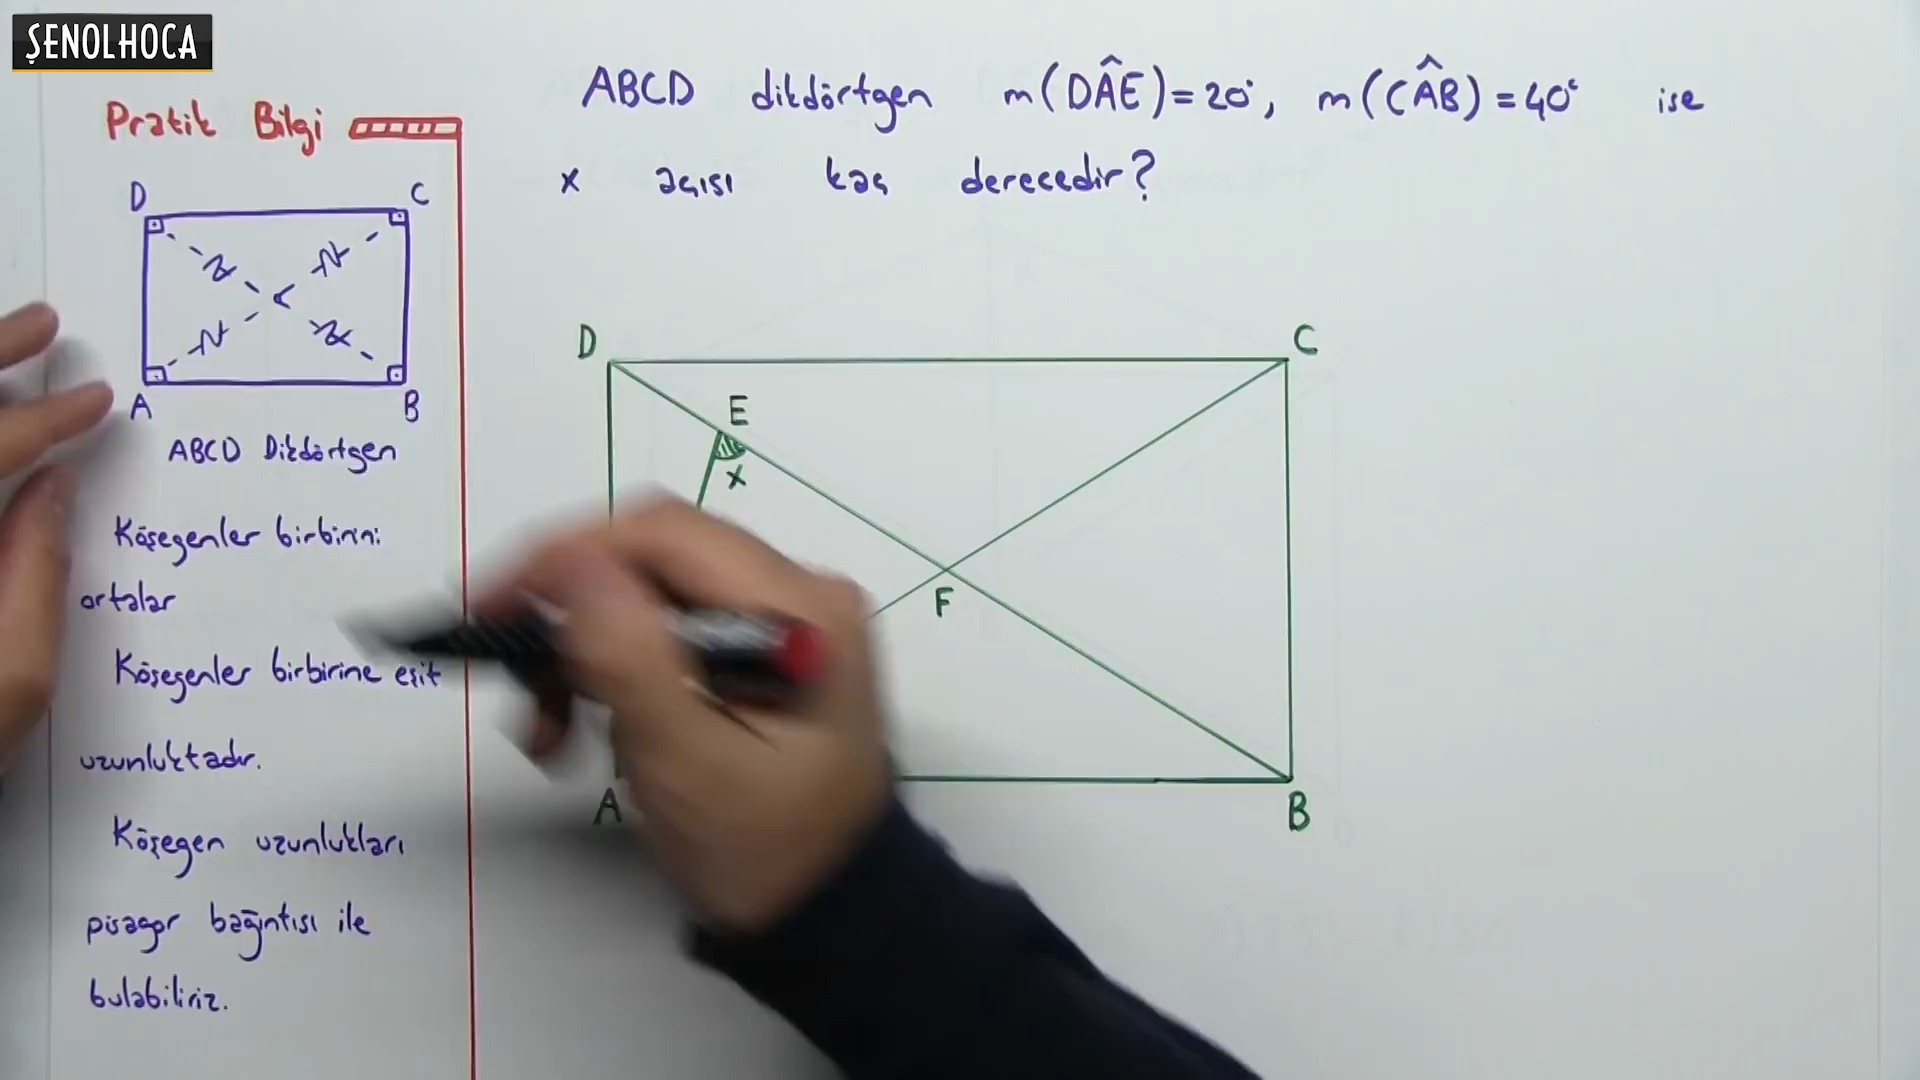 ŞENOLHOCA
ABCD dikdörtgen m(DÂE)=20°, m(CÂB)=40° ise
x açısı kaç derecedir?
Pratik Bilgi
D C
A B
ABCD Dikdörtgen
Köşegenler birbirini
ortalar
Köşegenler birbirine eşit
uzunluktadır.
Köşegen uzunlukları
pisagor bağıntısı ile
bulabiliriz.
D C
E
x
F
A B